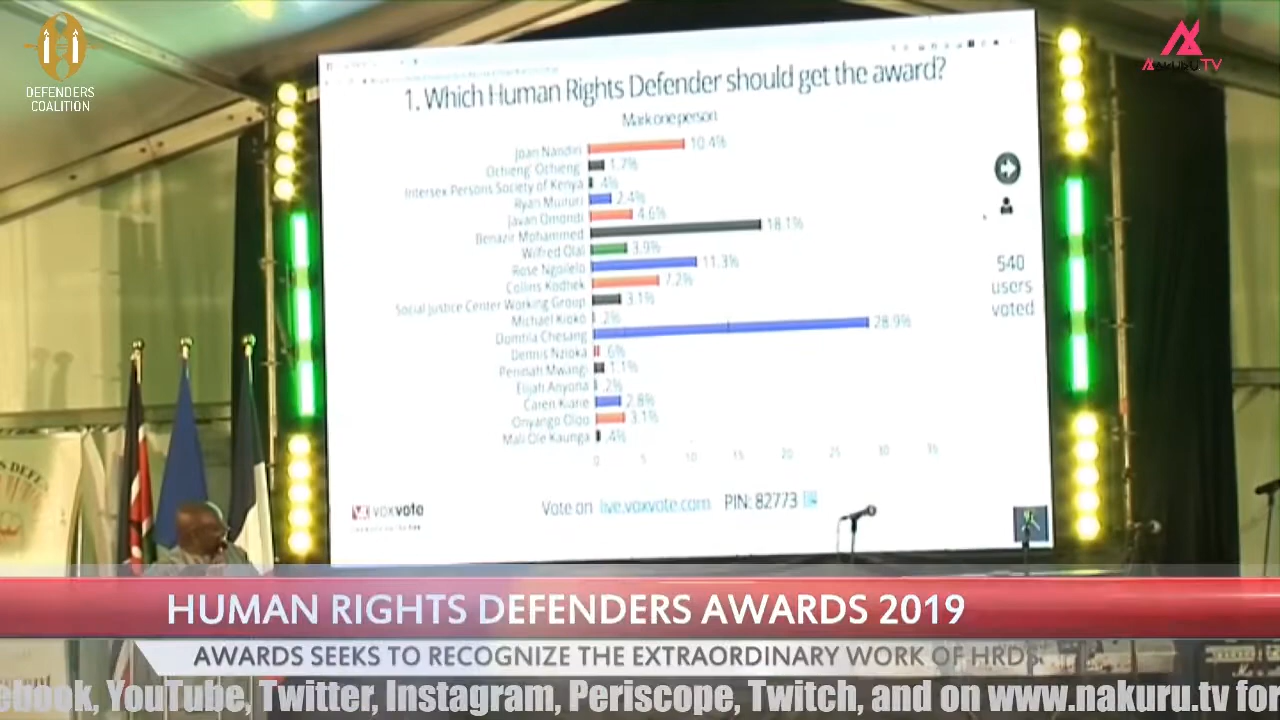 DEFENDERS
COALITION
NAKURU TV
1. Which Human Rights Defender should get the award?
Mark one person
Joan Nandiri 10.4%
Ochieng' Ochieng' 1.7%
Intersex Persons Society of Kenya .4%
Ryan Muiruri 2.4%
Javan Omondi 4.6%
Benazir Mohammed 18.1%
Wilfred Olal 3.9%
Rose Ngolielo 11.3%
Collins Kodhek 7.2%
Social Justice Center Working Group 3.1%
Michael Kioko .2%
Domtila Chesang 28.9%
Dennis Nzioka .6%
Peninah Mwangi 1.1%
Elijah Anyona .2%
Caren Kiarie 2.8%
Onyango Oloo 3.1%
Mali Ole Kaunga .4%
0 5 10 15 20 25 30 35
540
users
voted
voxvote
Vote on live.voxvote.com PIN: 82773
HUMAN RIGHTS DEFENDERS AWARDS 2019
AWARDS SEEKS TO RECOGNIZE THE EXTRAORDINARY WORK OF HRDS
ebook, YouTube, Twitter, Instagram, Periscope, Twitch, and on www.nakuru.tv for